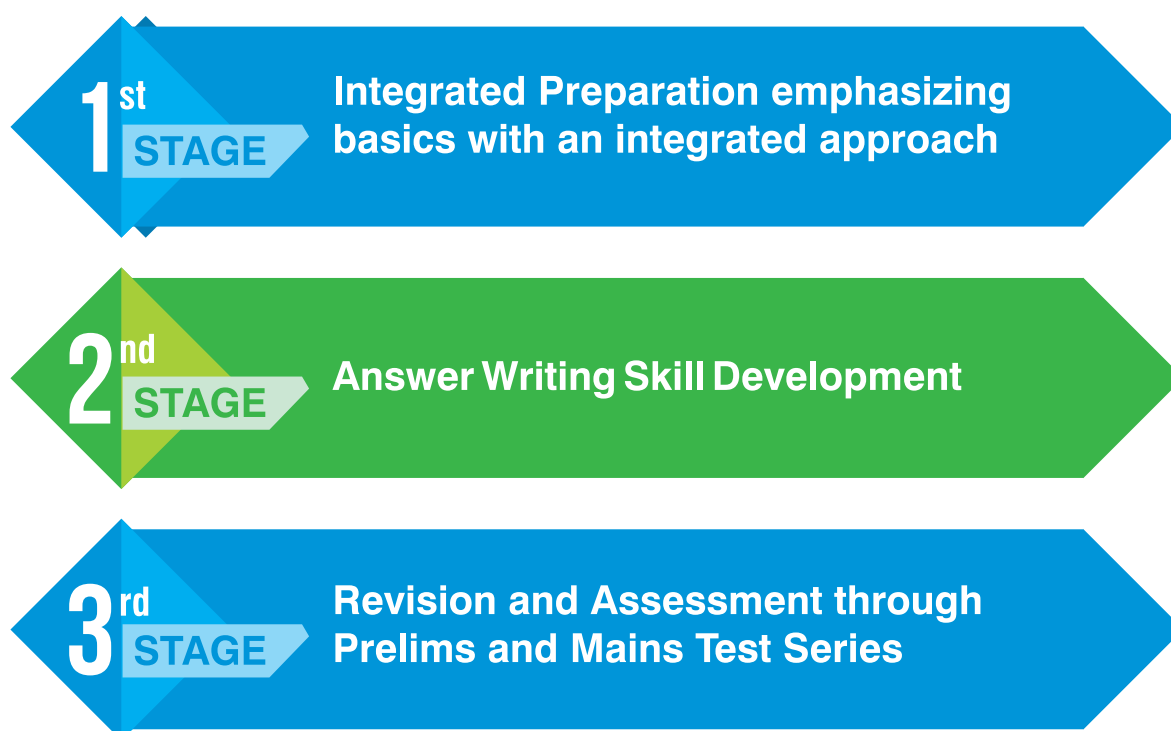 1st
STAGE
Integrated Preparation emphasizing
basics with an integrated approach
2nd
STAGE
Answer Writing Skill Development
3rd
STAGE
Revision and Assessment through
Prelims and Mains Test Series